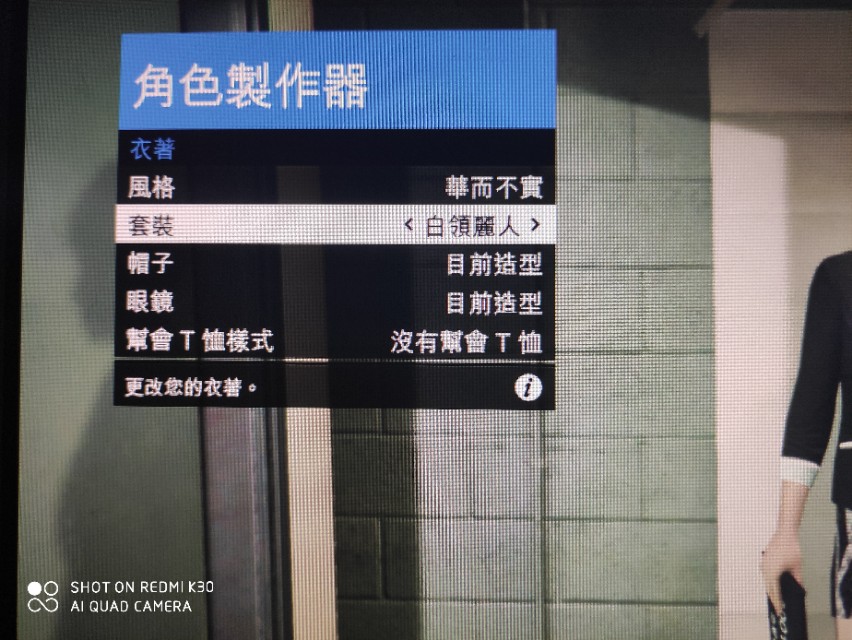 角色製作器
衣著
風格 華而不實
套裝 < 白領麗人 >
帽子 目前造型
眼鏡 目前造型
幫會 T 恤樣式 沒有幫會 T 恤
更改您的衣著。 i
SHOT ON REDMI K30
AI QUAD CAMERA